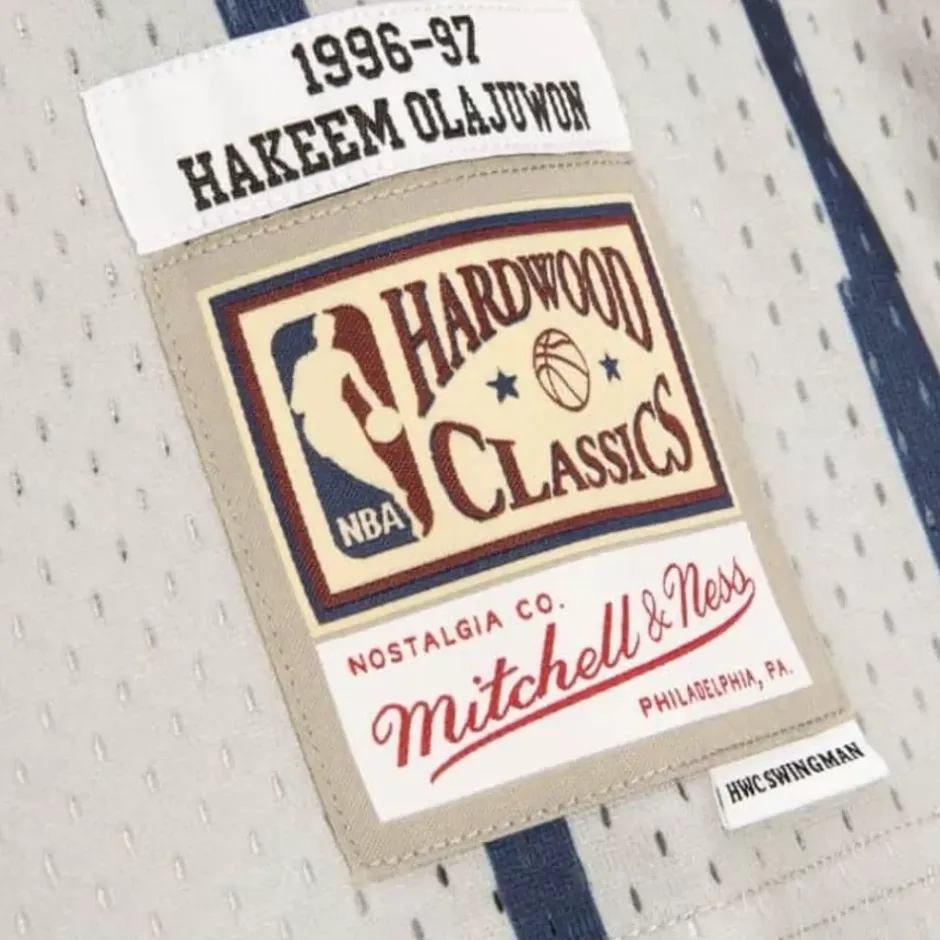 1996-97
HAKEEM OLAJUWON
HARDWOOD
CLASSICS
NBA
NOSTALGIA CO.
Mitchell & Ness
PHILADELPHIA, PA.
HWC SWINGMAN